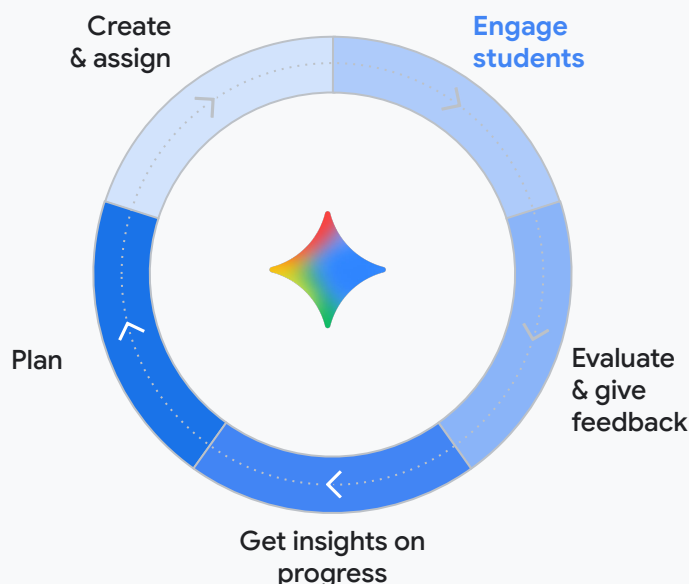 Create
& assign
Engage
students
Plan
Evaluate
& give
feedback
Get insights on
progress